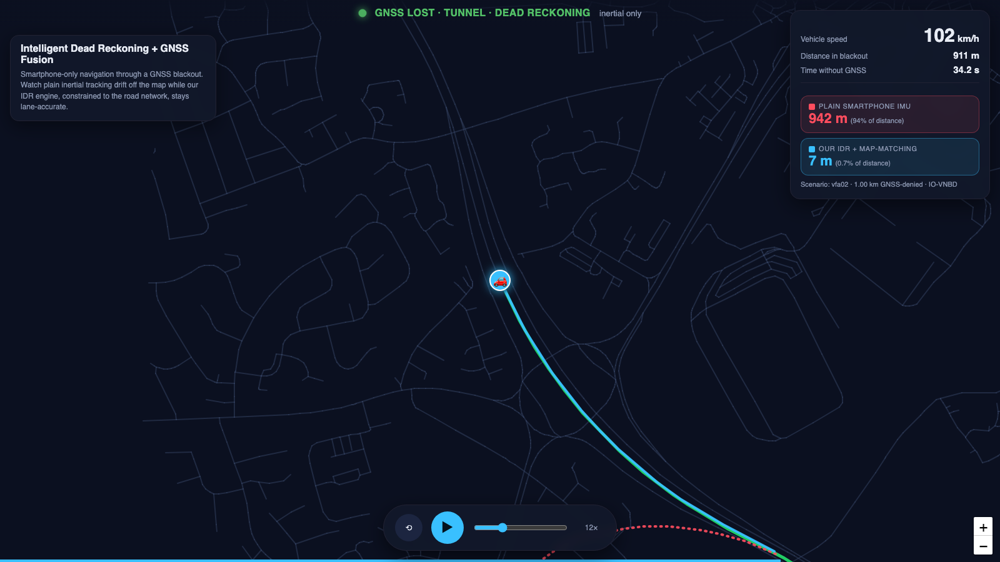 GNSS LOST · TUNNEL · DEAD RECKONING inertial only
Intelligent Dead Reckoning + GNSS
Fusion
Smartphone-only navigation through a GNSS blackout.
Watch plain inertial tracking drift off the map while our
IDR engine, constrained to the road network, stays
lane-accurate.
Vehicle speed 102 km/h
Distance in blackout 911 m
Time without GNSS 34.2 s
PLAIN SMARTPHONE IMU
942 m (94% of distance)
OUR IDR + MAP-MATCHING
7 m (0.7% of distance)
Scenario: vfa02 · 1.00 km GNSS-denied · IO-VNBD
12×
+
−